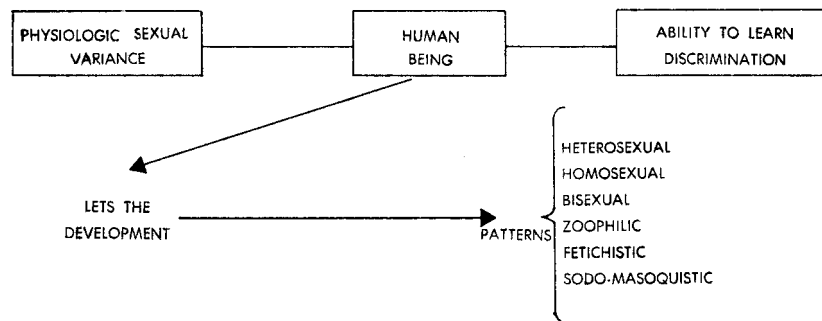 PHYSIOLOGIC SEXUAL
VARIANCE
HUMAN
BEING
ABILITY TO LEARN
DISCRIMINATION
LETS THE
DEVELOPMENT
PATTERNS
HETEROSEXUAL
HOMOSEXUAL
BISEXUAL
ZOOPHILIC
FETICHISTIC
SODO-MASOQUISTIC